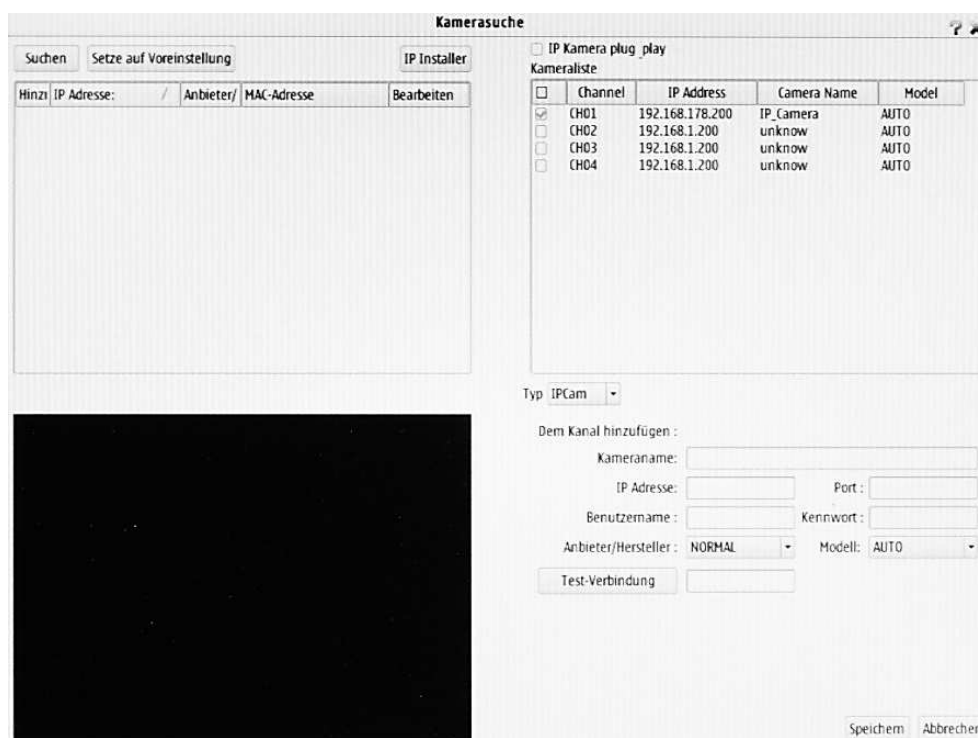 Kamerasuche
?
Suchen
Setze auf Voreinstellung
IP Installer
Hinzı IP Adresse: / Anbieter/ MAC-Adresse Bearbeiten
IP Kamera plug_play
Kameraliste
Channel IP Address Camera Name Model
CH01 192.168.178.200 IP_Camera AUTO
CH02 192.168.1.200 unknow AUTO
CH03 192.168.1.200 unknow AUTO
CH04 192.168.1.200 unknow AUTO
Typ IPCam
Dem Kanal hinzufügen :
Kameraname:
IP Adresse: Port :
Benutzername : Kennwort :
Anbieter/Hersteller : NORMAL Modell: AUTO
Test-Verbindung
Speichern Abbrechen